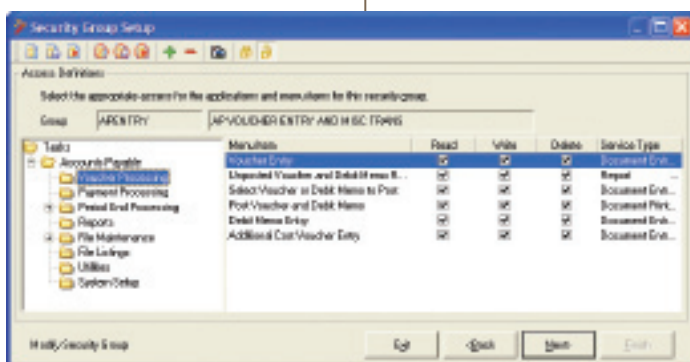 Security Group Setup
Access Definitions
Select the appropriate access for the applications and menu items for this security group.
Group APENTRY AP VOUCHER ENTRY AND MISC TRANS
Tasks
Accounts Payable
Voucher Processing
Payment Processing
Period End Processing
Reports
File Maintenance
File Listings
Utilities
System Setup
Menu Item Read Write Delete Service Type
Voucher Entry Document Entr...
Unposted Voucher and Debit Memo R... Report ...
Select Voucher or Debit Memo to Post Document Entr...
Post Voucher and Debit Memo Document Print...
Debit Memo Entry Document Entr...
Additional Cost Voucher Entry Document Entr...
Modify Security Group
Exit
<Back
Next>
Finish